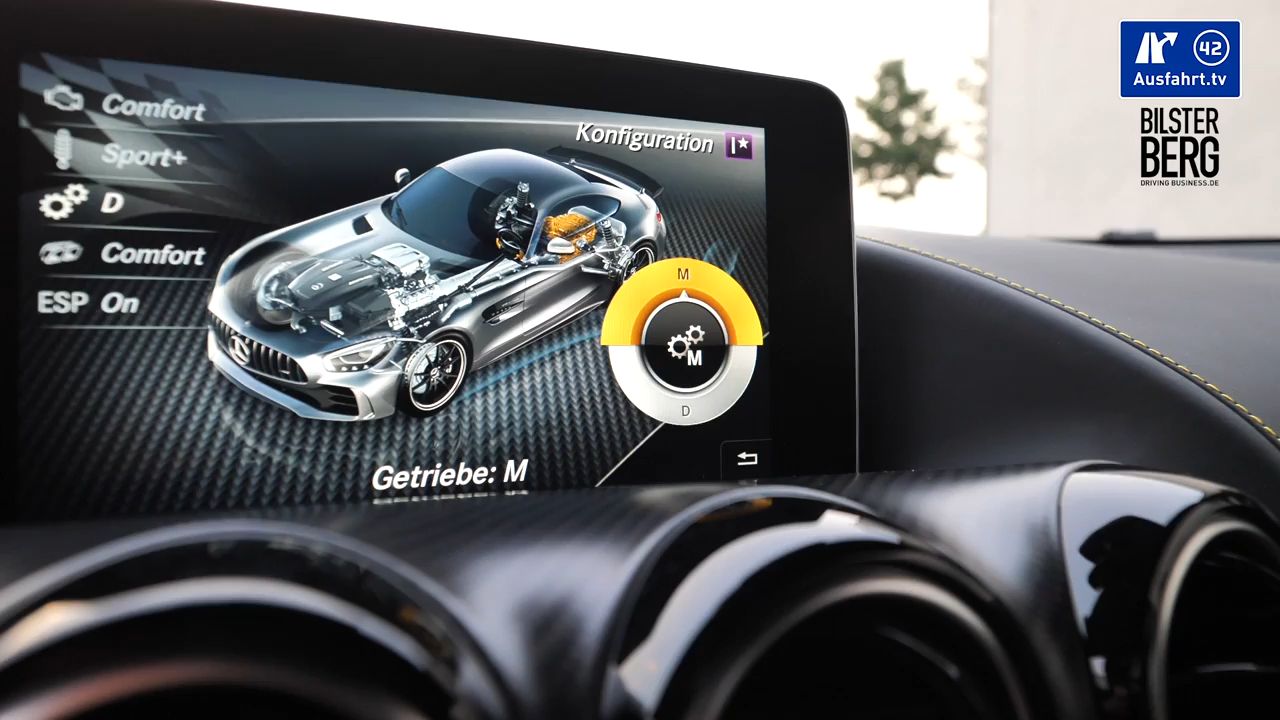 Comfort
Sport+
D
Comfort
ESP On
Konfiguration
M
M
D
Getriebe: M
42
Ausfahrt.tv
BILSTER
BERG
DRIVING BUSINESS.DE